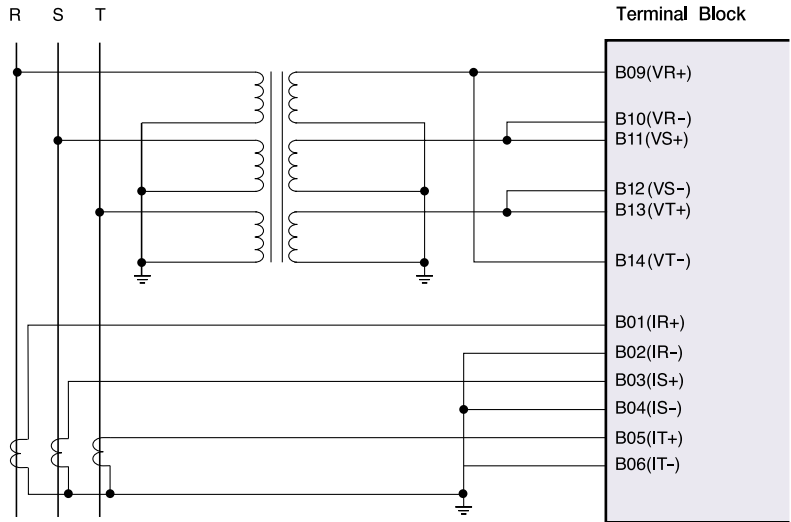 R S T
Terminal Block
B09(VR+)
B10(VR-)
B11(VS+)
B12(VS-)
B13(VT+)
B14(VT-)
B01(IR+)
B02(IR-)
B03(IS+)
B04(IS-)
B05(IT+)
B06(IT-)